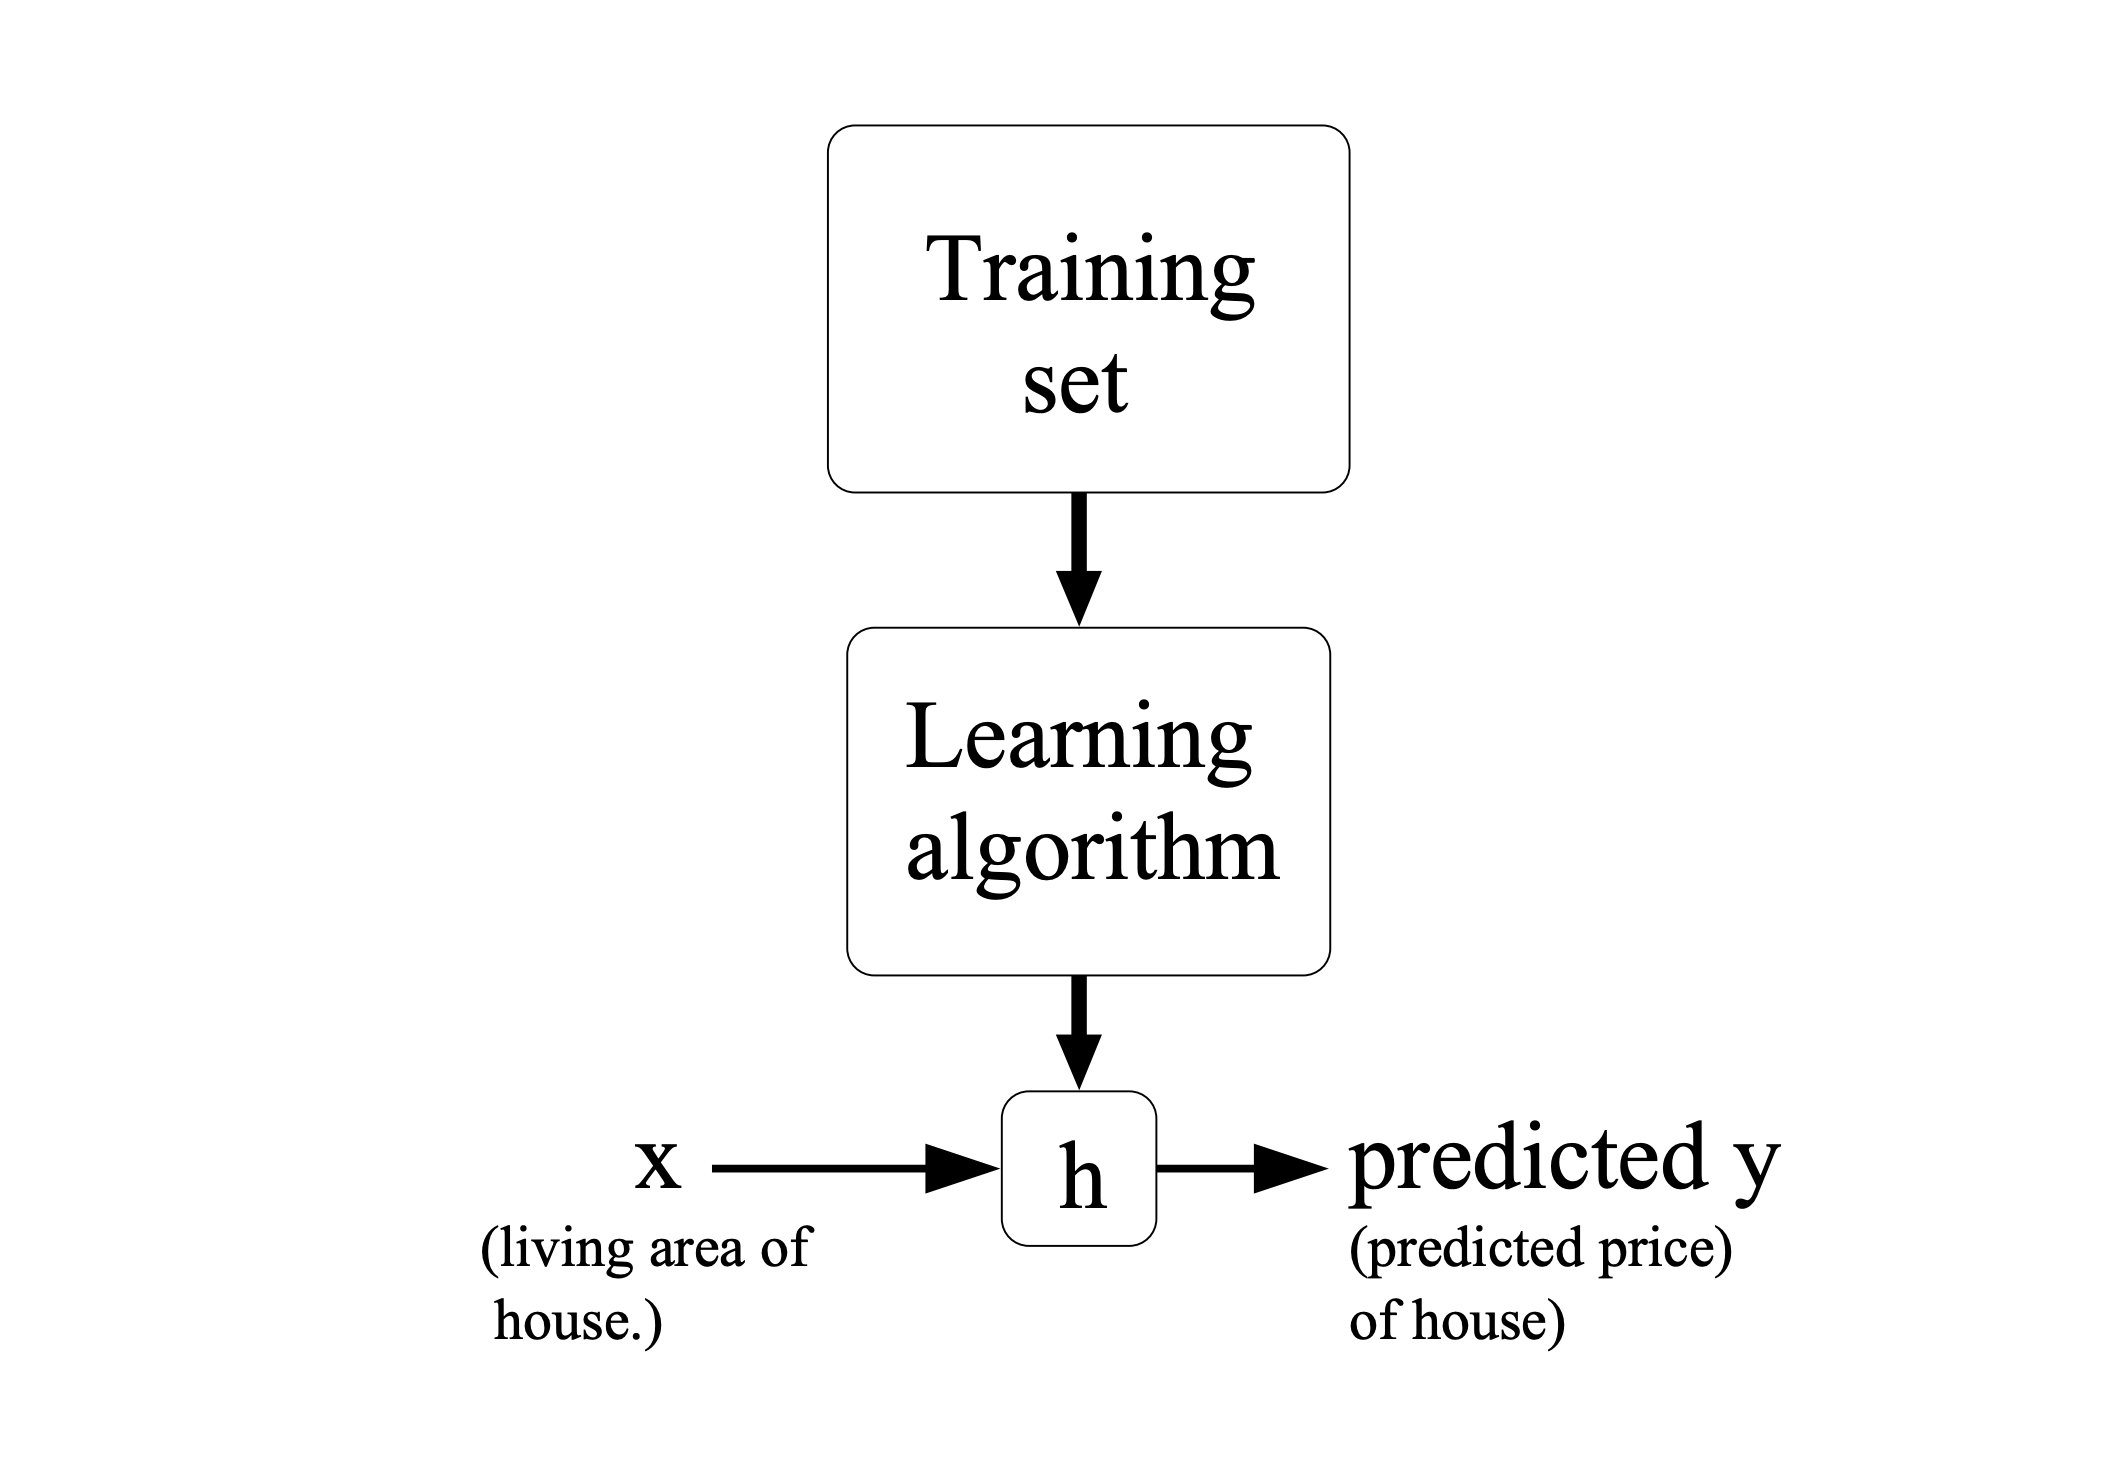 Training
set
Learning
algorithm
x
h
predicted y
(living area of
house.)
(predicted price)
of house)